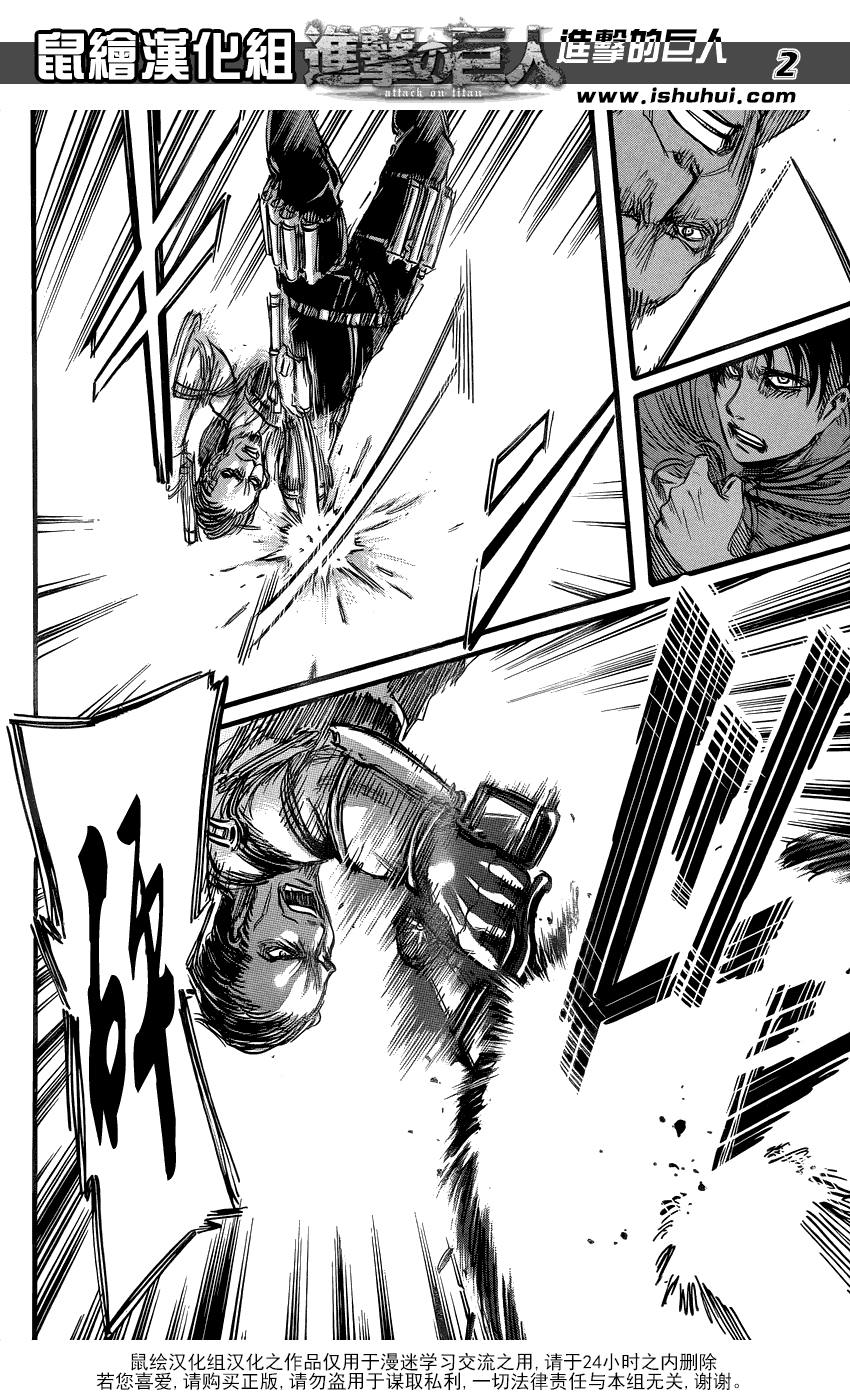 鼠繪漢化組
進撃の巨人
attack on titan
進擊的巨人
2
www.ishuhui.com
鼠绘汉化组汉化之作品仅用于漫迷学习交流之用,请于24小时之内删除
若您喜爱,请购买正版,请勿盗用于谋取私利,一切法律责任与本组无关,谢谢。